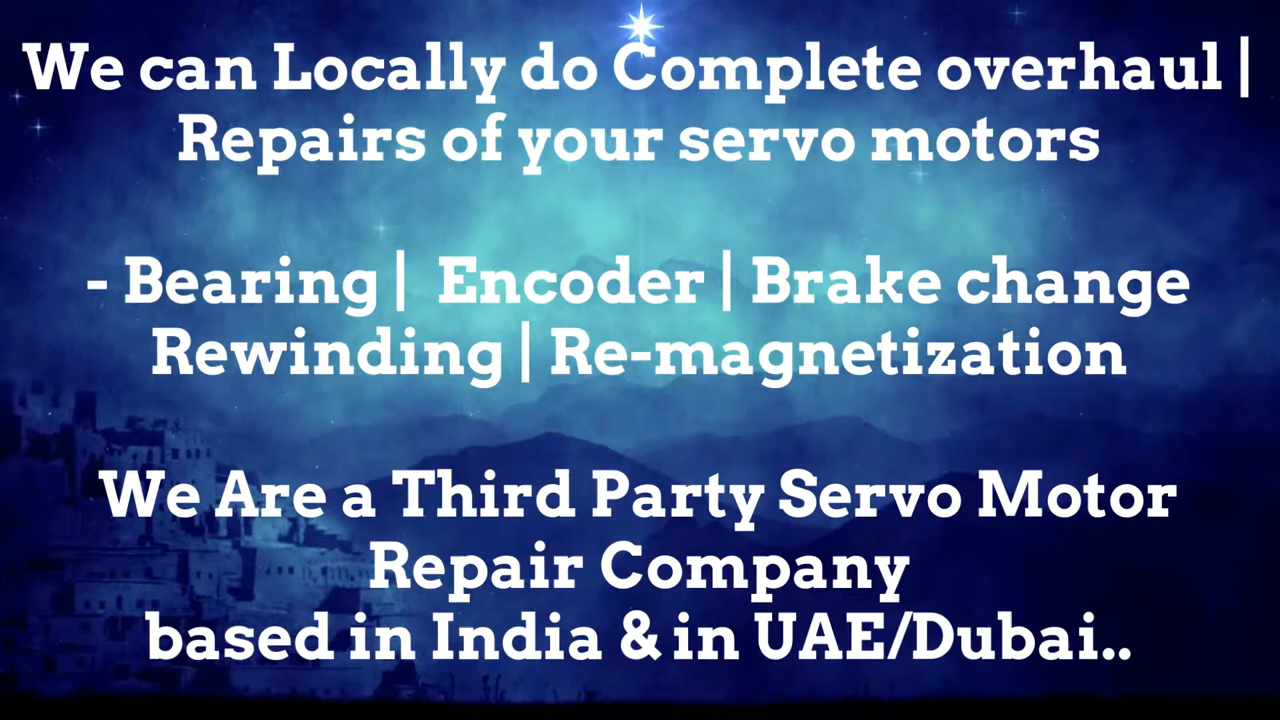 We can Locally do Complete overhaul |
Repairs of your servo motors
- Bearing | Encoder | Brake change
Rewinding | Re-magnetization
We Are a Third Party Servo Motor
Repair Company
based in India & in UAE/Dubai..